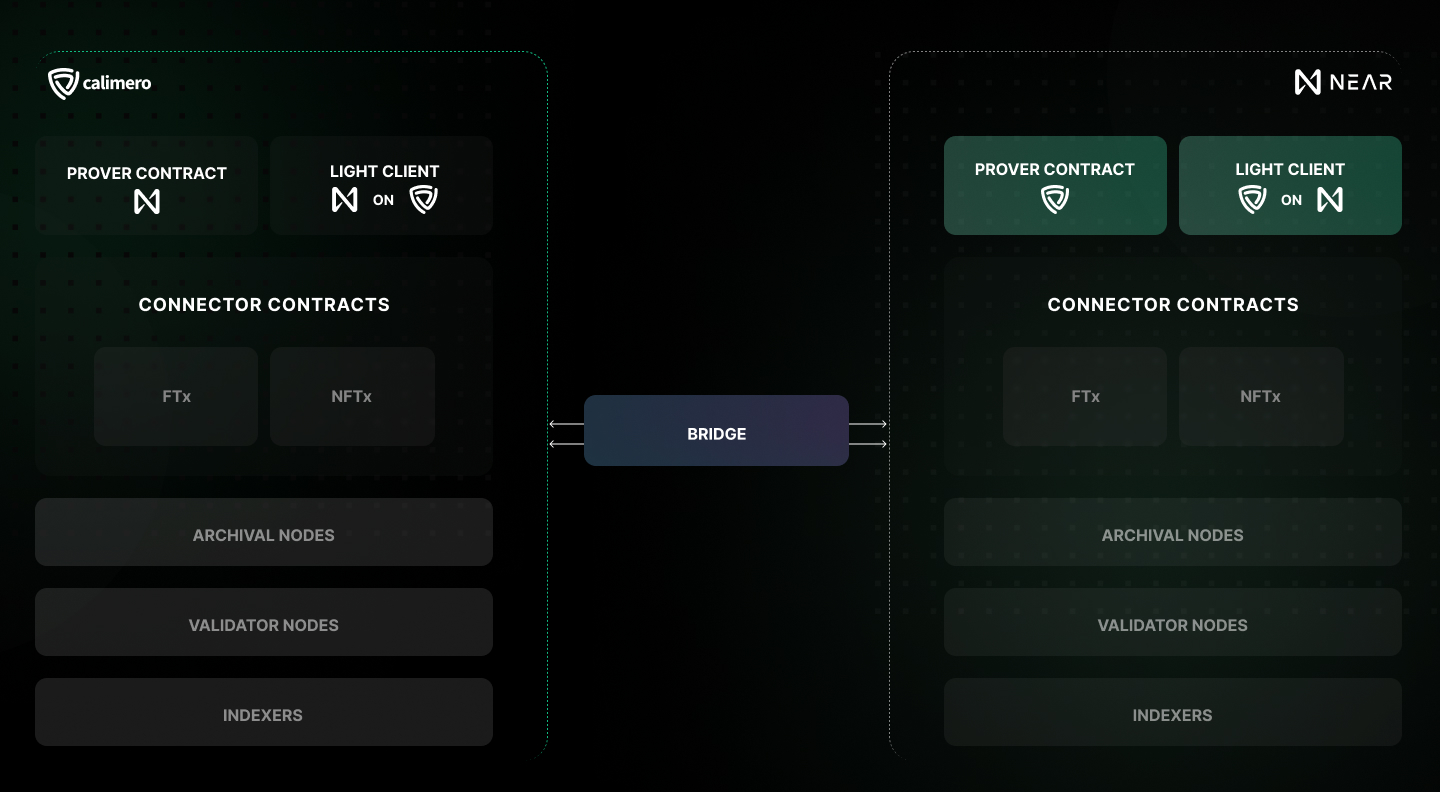 calimero
PROVER CONTRACT
LIGHT CLIENT
ON
CONNECTOR CONTRACTS
FTx
NFTx
ARCHIVAL NODES
VALIDATOR NODES
INDEXERS
BRIDGE
NEAR
PROVER CONTRACT
LIGHT CLIENT
ON
CONNECTOR CONTRACTS
FTx
NFTx
ARCHIVAL NODES
VALIDATOR NODES
INDEXERS